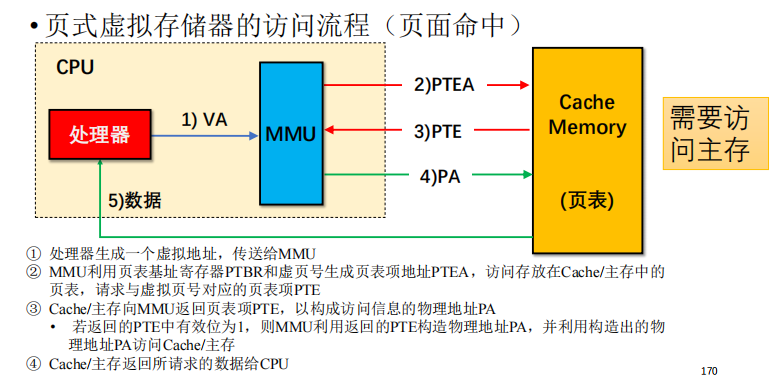 • 页式虚拟存储器的访问流程（页面命中）
CPU
处理器
1) VA
MMU
2)PTEA
3)PTE
4)PA
5)数据
Cache
Memory
(页表)
需要访
问主存
① 处理器生成一个虚拟地址，传送给MMU
② MMU利用页表基址寄存器PTBR和虚页号生成页表项地址PTEA，访问存放在Cache/主存中的
页表，请求与虚拟页号对应的页表项PTE
③ Cache/主存向MMU返回页表项PTE，以构成访问信息的物理地址PA
• 若返回的PTE中有效位为1，则MMU利用返回的PTE构造物理地址PA，并利用构造出的物
理地址PA访问Cache/主存
④ Cache/主存返回所请求的数据给CPU
170